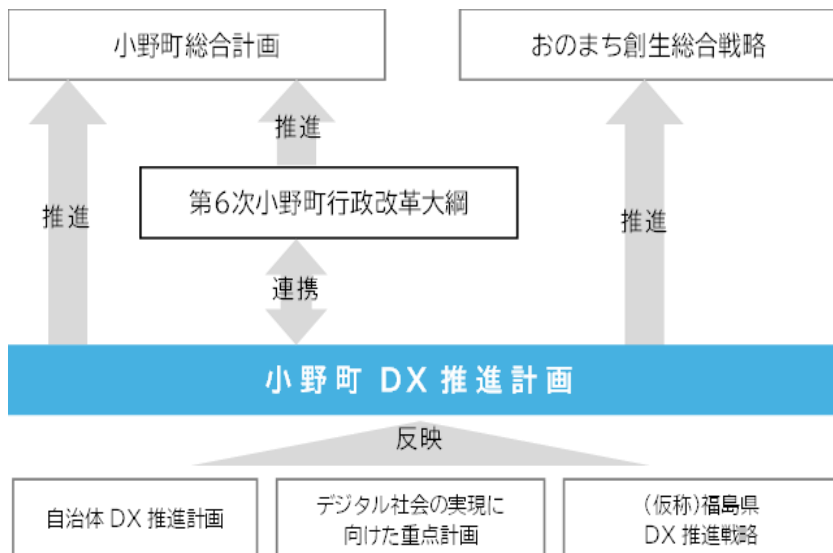 小野町総合計画
おのまち創生総合戦略
推進
第6次小野町行政改革大綱
推進
推進
連携
小野町 DX 推進計画
反映
自治体 DX 推進計画
デジタル社会の実現に
向けた重点計画
(仮称)福島県
DX 推進戦略